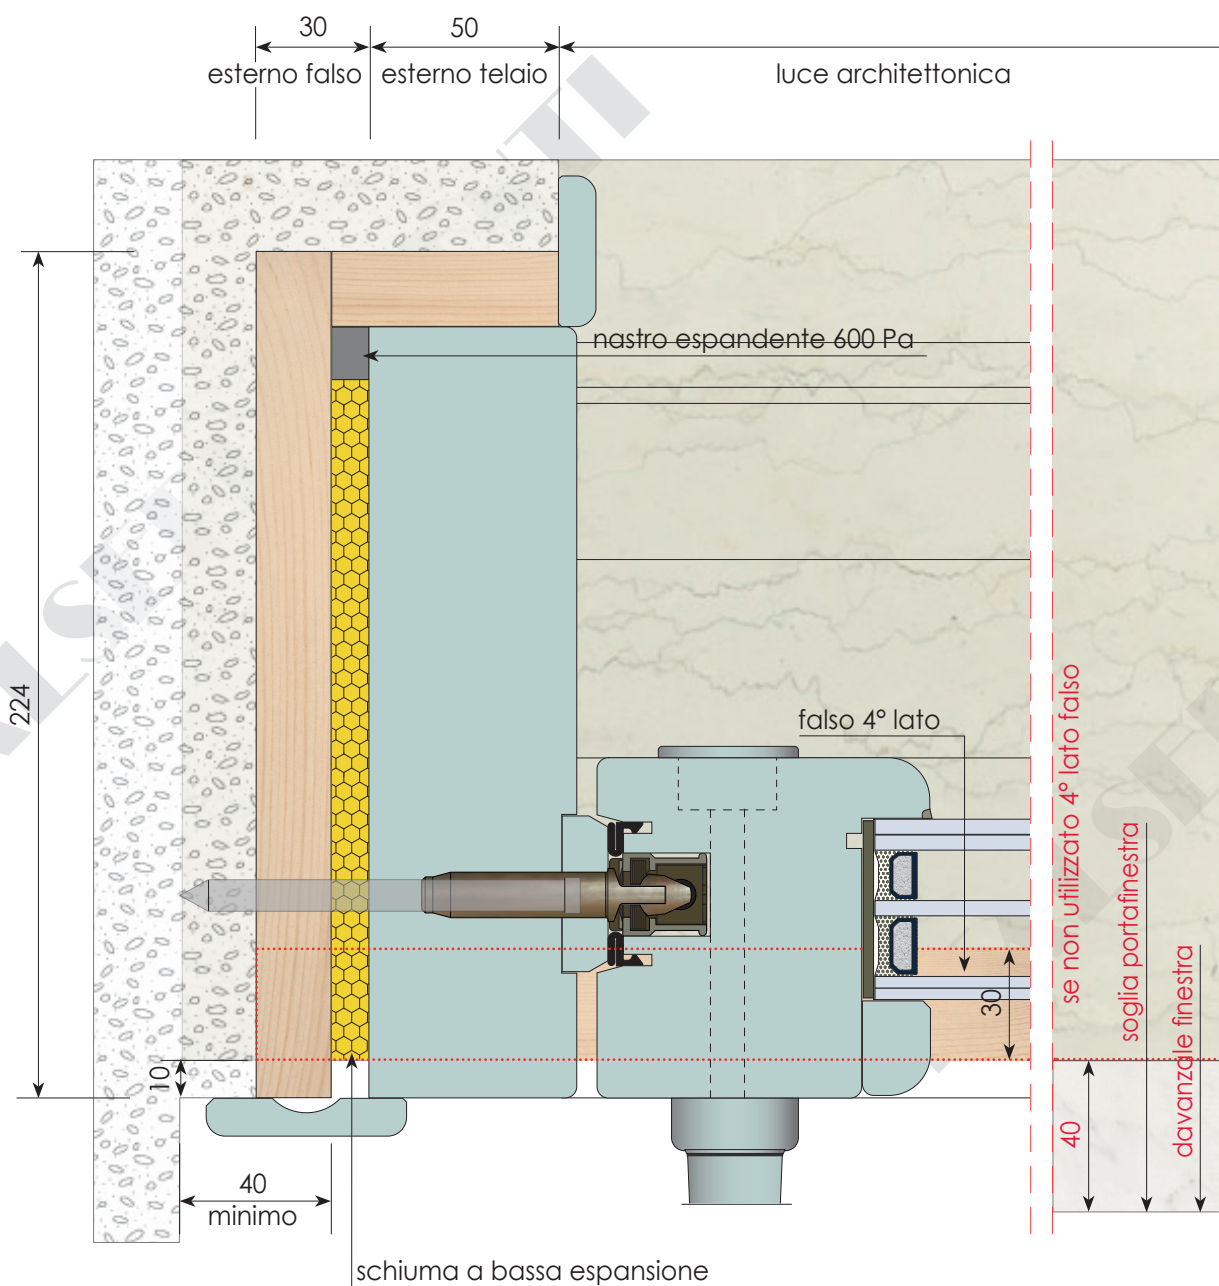 30
50
esterno falso
esterno telaio
luce architettonica
nastro espandente 600 Pa
224
falso 4° lato
se non utilizzato 4° lato falso
soglia portafinestra
davanzale finestra
30
10
40
40
minimo
schiuma a bassa espansione